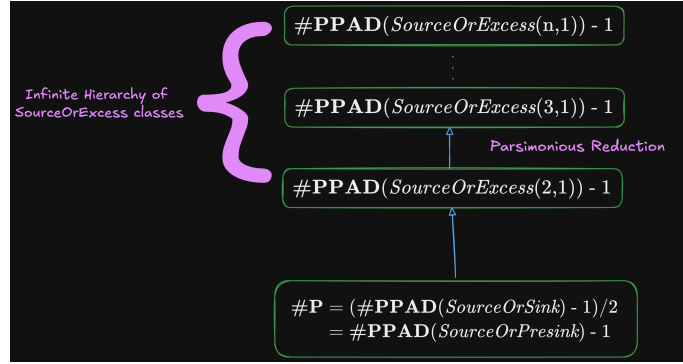 #PPAD(SourceOrExcess(n,1)) - 1
Infinite Hierarchy of
SourceOrExcess classes
#PPAD(SourceOrExcess(3,1)) - 1
Parsimonious Reduction
#PPAD(SourceOrExcess(2,1)) - 1
#P = (#PPAD(SourceOrSink) - 1)/2
= #PPAD(SourceOrPresink) - 1